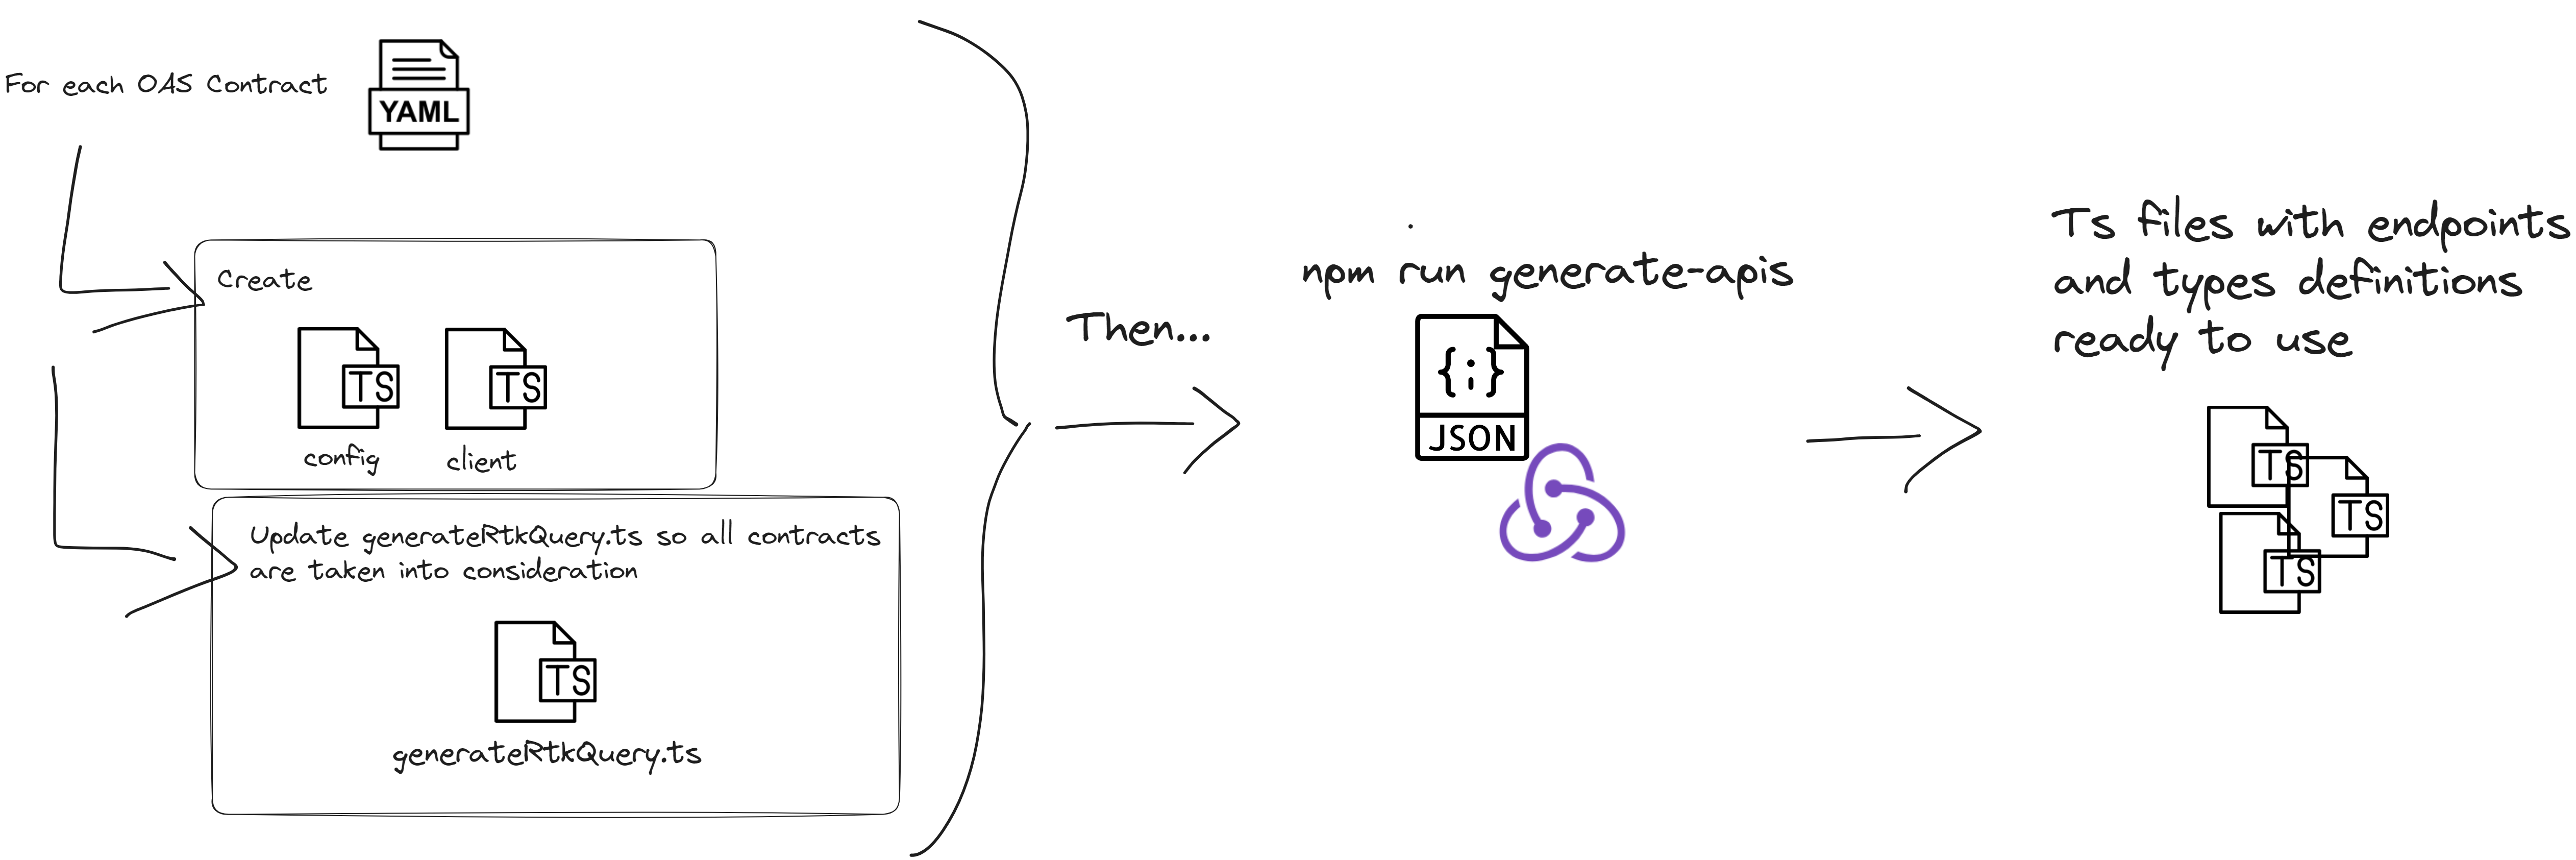 For each OAS Contract
YAML
Create
TS
TS
config
client
Update generateRtkQuery.ts so all contracts
are taken into consideration
TS
generateRtkQuery.ts
Then...
npm run generate-apis
{;}
JSON
Ts files with endpoints
and types definitions
ready to use
TS
TS
TS